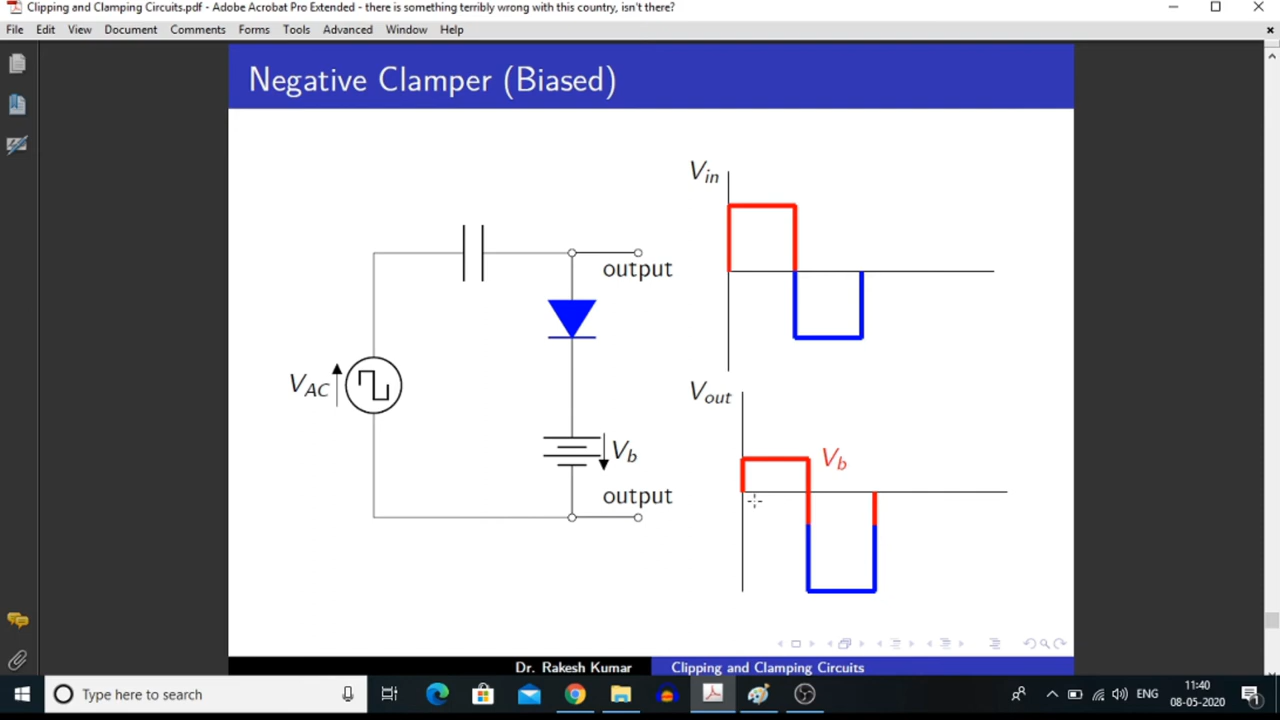 Clipping and Clamping Circuits.pdf - Adobe Acrobat Pro Extended - there is something terribly wrong with this country, isn't there?
File Edit View Document Comments Forms Tools Advanced Window Help
Negative Clamper (Biased)
Vin
output
VAC
Vb
output
Vout
Vb
Dr. Rakesh Kumar Clipping and Clamping Circuits
Type here to search
ENG
11:40
08-05-2020
1